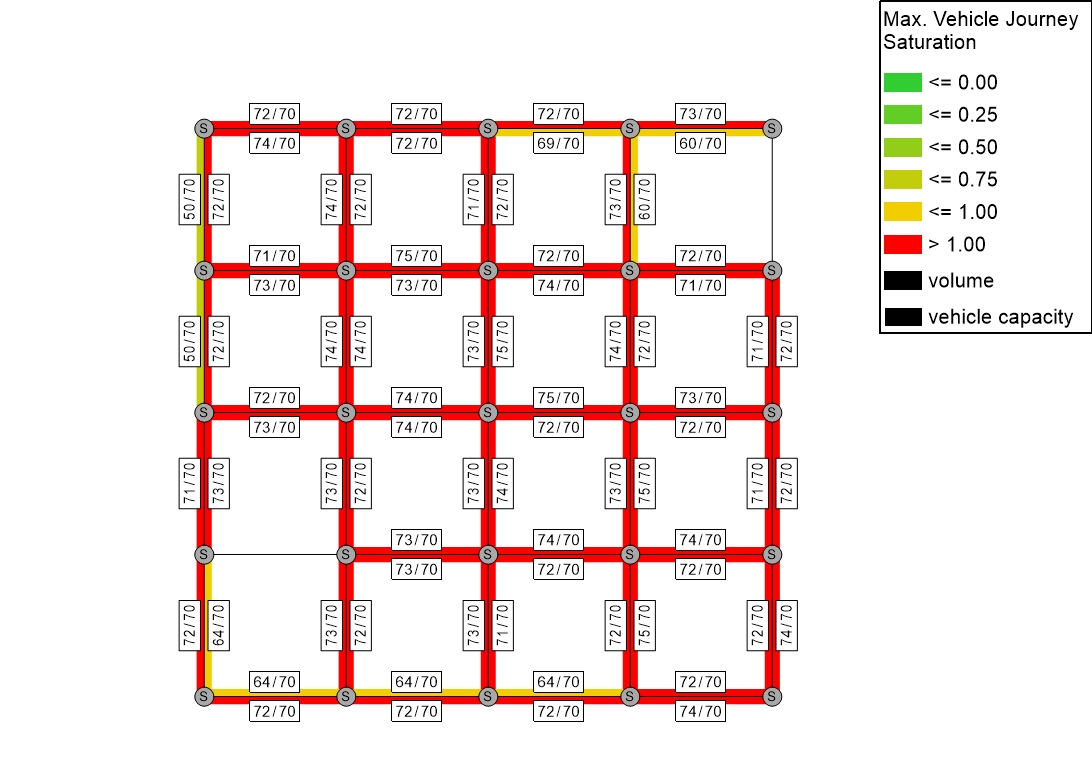 Max. Vehicle Journey
Saturation
<= 0.00
<= 0.25
<= 0.50
<= 0.75
<= 1.00
> 1.00
volume
vehicle capacity
72/70 72/70 72/70 73/70
S S S S S
74/70 72/70 69/70 60/70
50/70 72/70 74/70 72/70 71/70 72/70 73/70 60/70
71/70 75/70 72/70 72/70
S S S S S
73/70 73/70 74/70 71/70
50/70 72/70 74/70 74/70 73/70 75/70 74/70 72/70 71/70 72/70
72/70 74/70 75/70 73/70
S S S S S
73/70 74/70 72/70 72/70
71/70 73/70 73/70 72/70 73/70 74/70 73/70 75/70 71/70 72/70
73/70 74/70 74/70
S S S S S
73/70 72/70 72/70
72/70 64/70 73/70 72/70 73/70 71/70 72/70 75/70 72/70 74/70
64/70 64/70 64/70 72/70
S S S S S
72/70 72/70 72/70 74/70